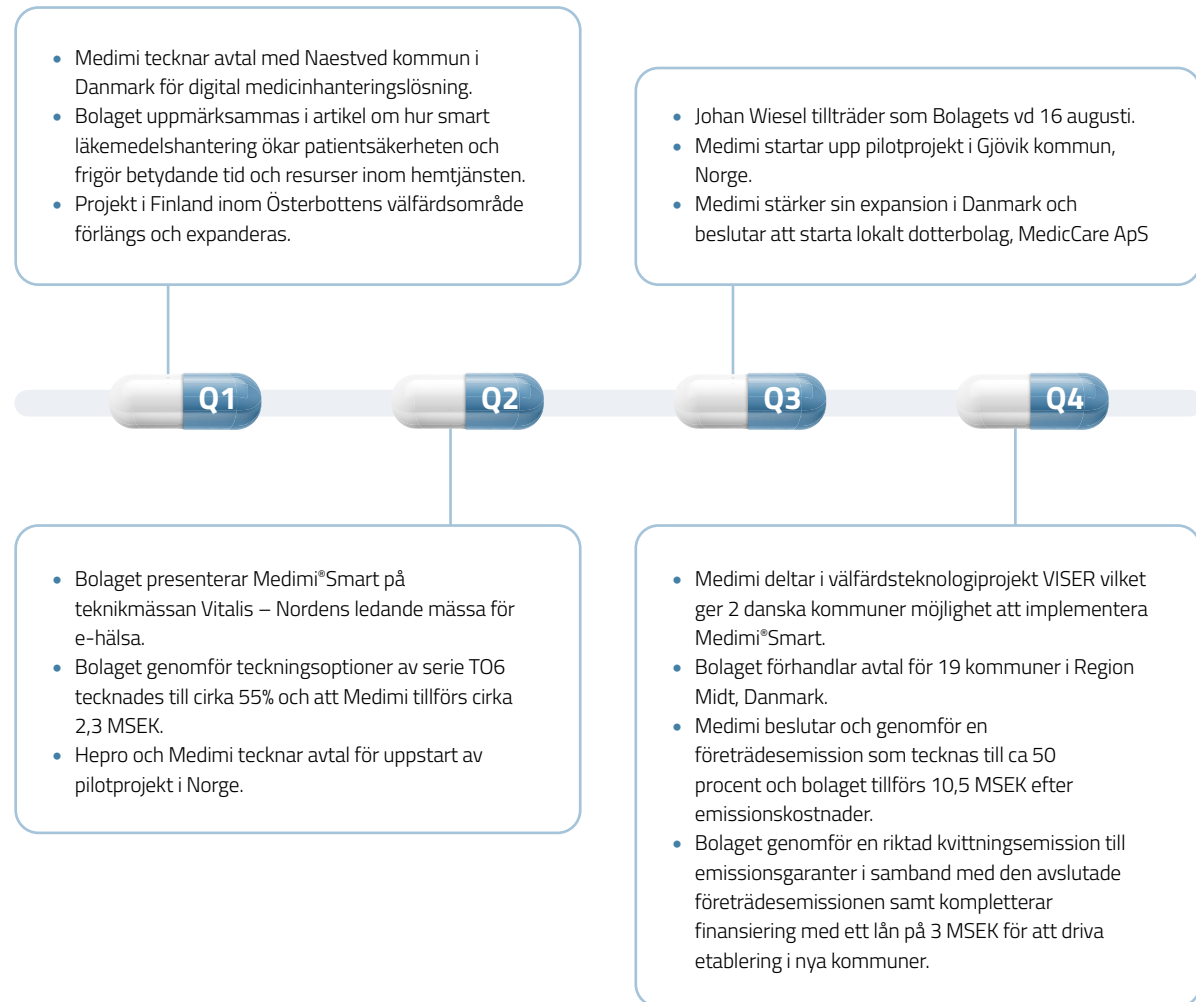 • Medimi tecknar avtal med Naestved kommun i
Danmark för digital medicinhanteringslösning.
• Bolaget uppmärksammas i artikel om hur smart
läkemedelshantering ökar patientsäkerheten och
frigör betydande tid och resurser inom hemtjänsten.
• Projekt i Finland inom Österbottens välfärdsområde
förlängs och expanderas.
• Johan Wiesel tillträder som Bolagets vd 16 augusti.
• Medimi startar upp pilotprojekt i Gjövik kommun,
Norge.
• Medimi stärker sin expansion i Danmark och
beslutar att starta lokalt dotterbolag, MedicCare ApS
Q1
Q2
Q3
Q4
• Bolaget presenterar Medimi®Smart på
teknikmässan Vitalis – Nordens ledande mässa för
e-hälsa.
• Bolaget genomför teckningsoptioner av serie TO6
tecknades till cirka 55% och att Medimi tillförs cirka
2,3 MSEK.
• Hepro och Medimi tecknar avtal för uppstart av
pilotprojekt i Norge.
• Medimi deltar i välfärdsteknologiprojekt VISER vilket
ger 2 danska kommuner möjlighet att implementera
Medimi®Smart.
• Bolaget förhandlar avtal för 19 kommuner i Region
Midt, Danmark.
• Medimi beslutar och genomför en
företrädesemission som tecknas till ca 50
procent och bolaget tillförs 10,5 MSEK efter
emissionskostnader.
• Bolaget genomför en riktad kvittningsemission till
emissionsgaranter i samband med den avslutade
företrädesemissionen samt kompletterar
finansiering med ett lån på 3 MSEK för att driva
etablering i nya kommuner.